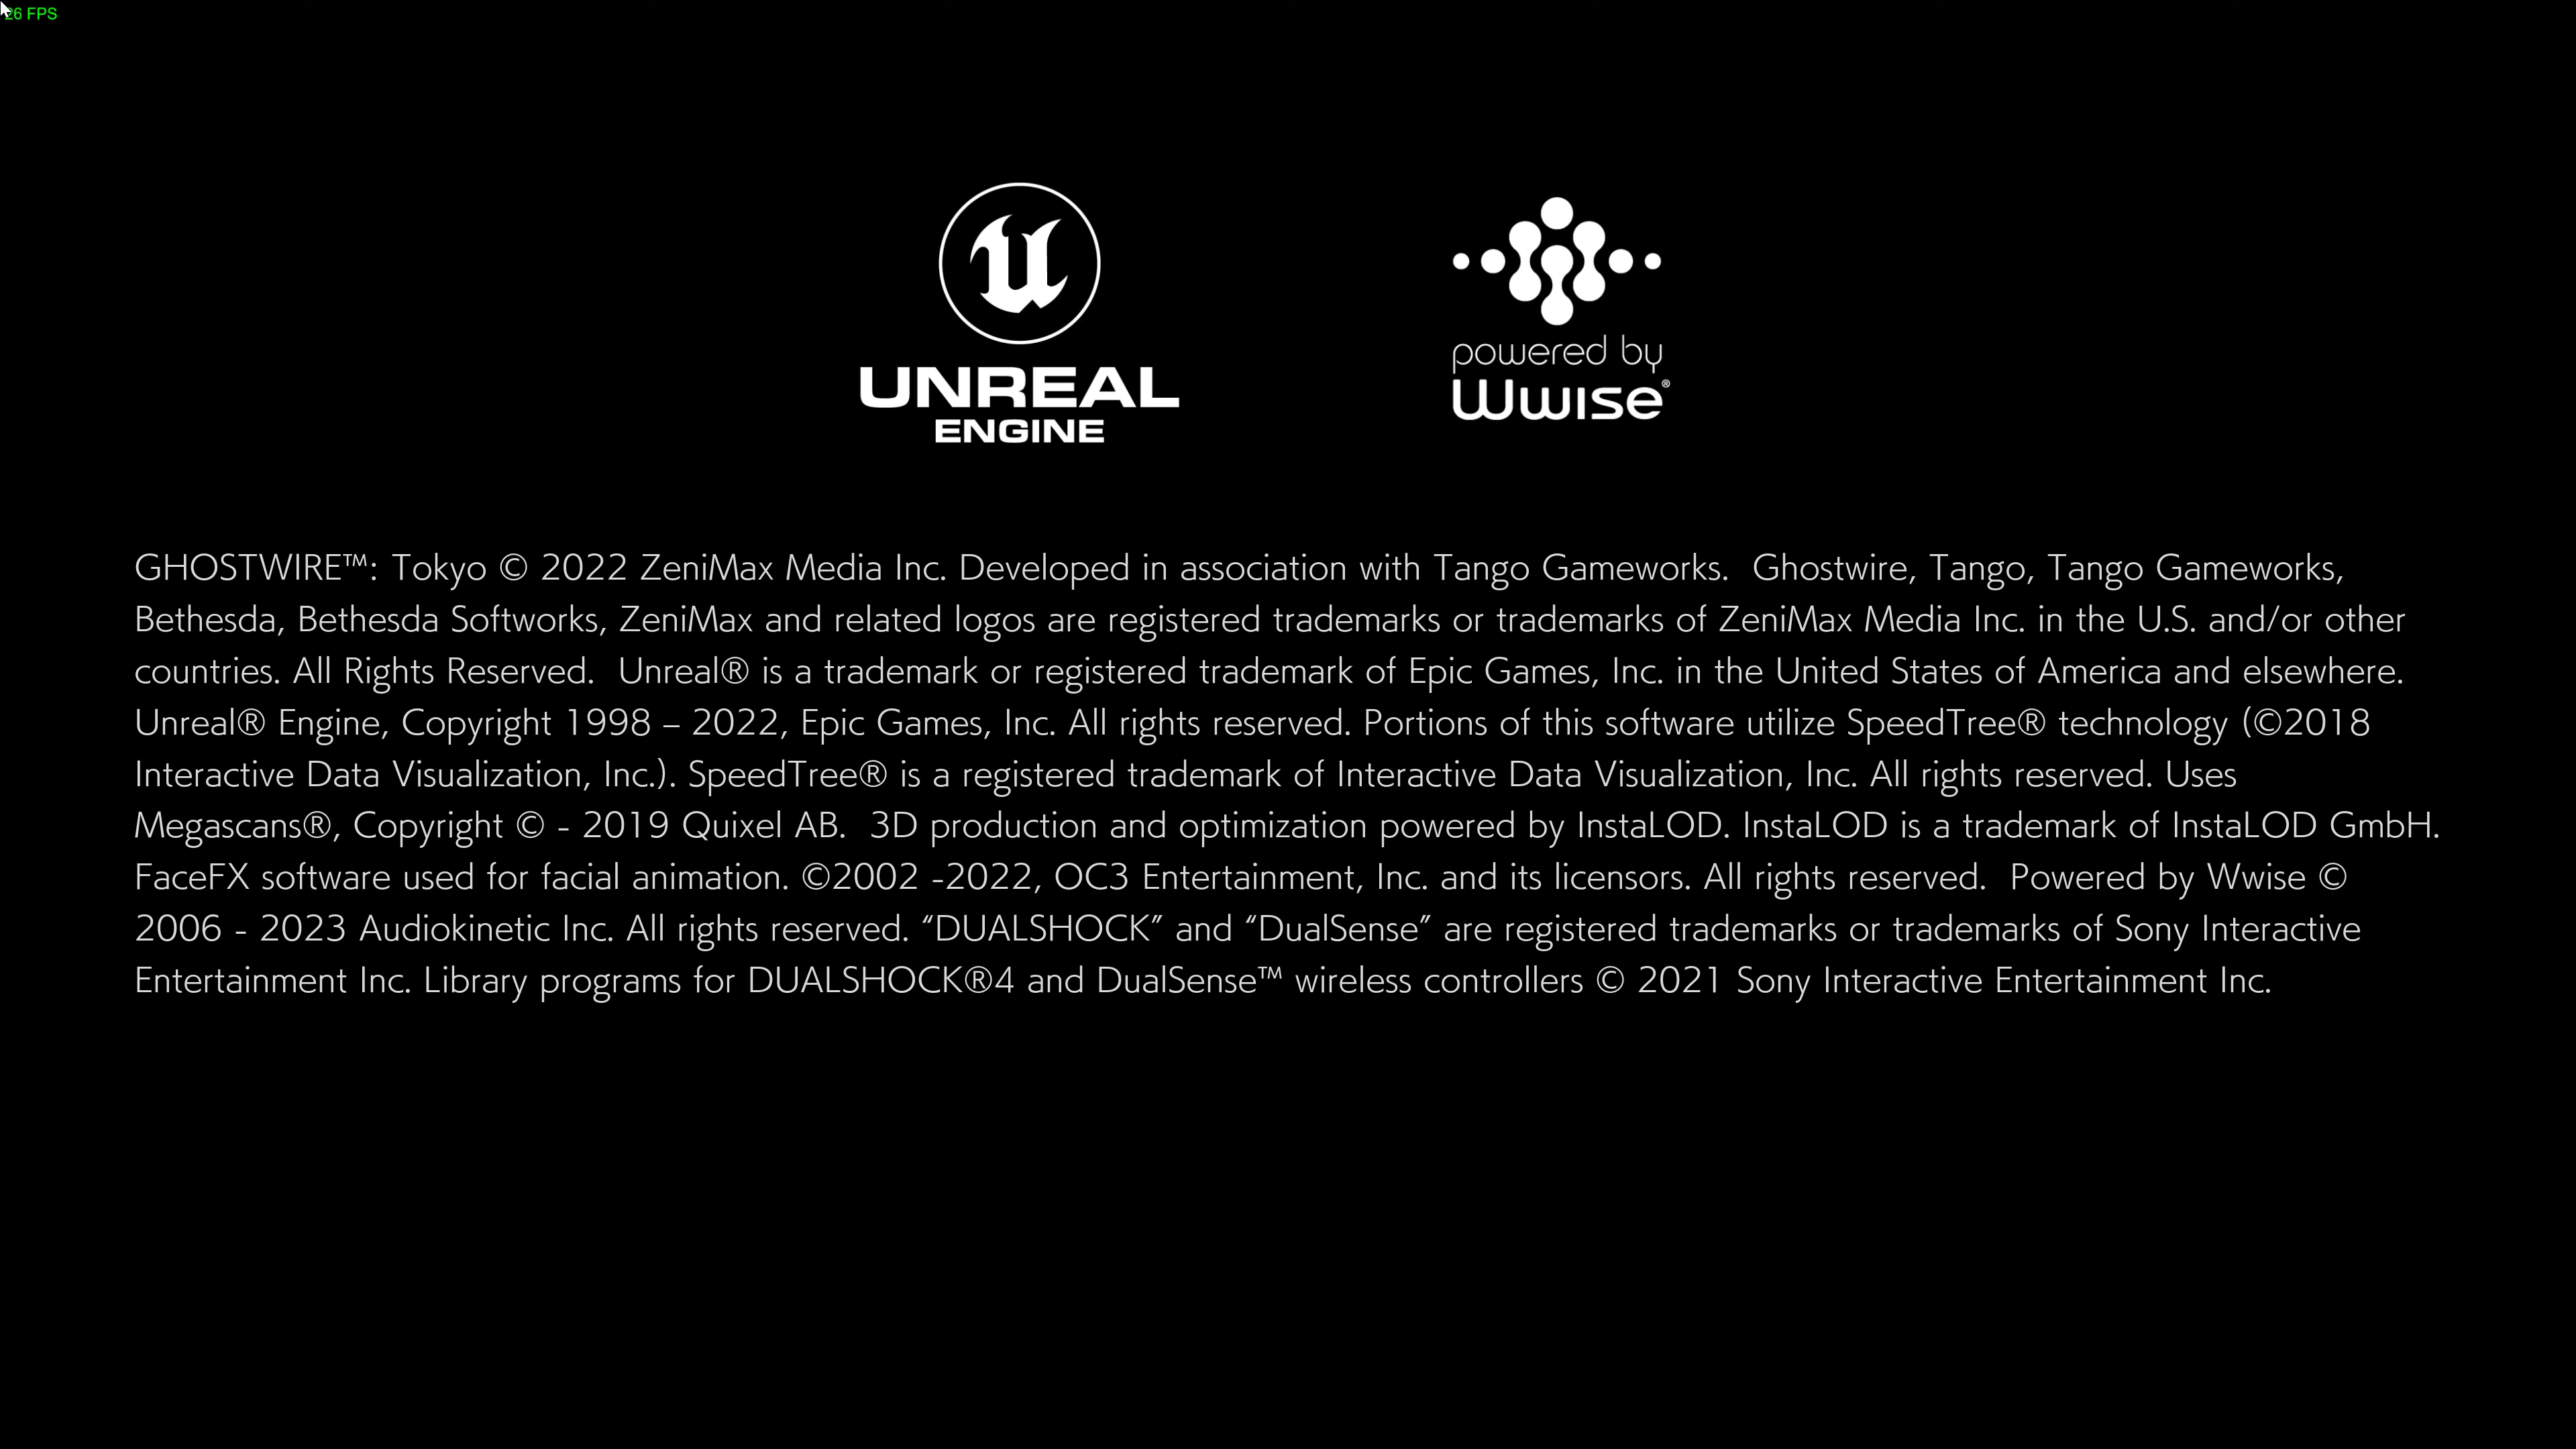 26 FPS
UNREAL
ENGINE
powered by
Wwise®
GHOSTWIRE™: Tokyo © 2022 ZeniMax Media Inc. Developed in association with Tango Gameworks.  Ghostwire, Tango, Tango Gameworks,
Bethesda, Bethesda Softworks, ZeniMax and related logos are registered trademarks or trademarks of ZeniMax Media Inc. in the U.S. and/or other
countries. All Rights Reserved.  Unreal® is a trademark or registered trademark of Epic Games, Inc. in the United States of America and elsewhere.
Unreal® Engine, Copyright 1998 – 2022, Epic Games, Inc. All rights reserved. Portions of this software utilize SpeedTree® technology (©2018
Interactive Data Visualization, Inc.). SpeedTree® is a registered trademark of Interactive Data Visualization, Inc. All rights reserved. Uses
Megascans®, Copyright © - 2019 Quixel AB.  3D production and optimization powered by InstaLOD. InstaLOD is a trademark of InstaLOD GmbH.
FaceFX software used for facial animation. ©2002 -2022, OC3 Entertainment, Inc. and its licensors. All rights reserved.  Powered by Wwise ©
2006 - 2023 Audiokinetic Inc. All rights reserved. “DUALSHOCK” and “DualSense” are registered trademarks or trademarks of Sony Interactive
Entertainment Inc. Library programs for DUALSHOCK®4 and DualSense™ wireless controllers © 2021 Sony Interactive Entertainment Inc.